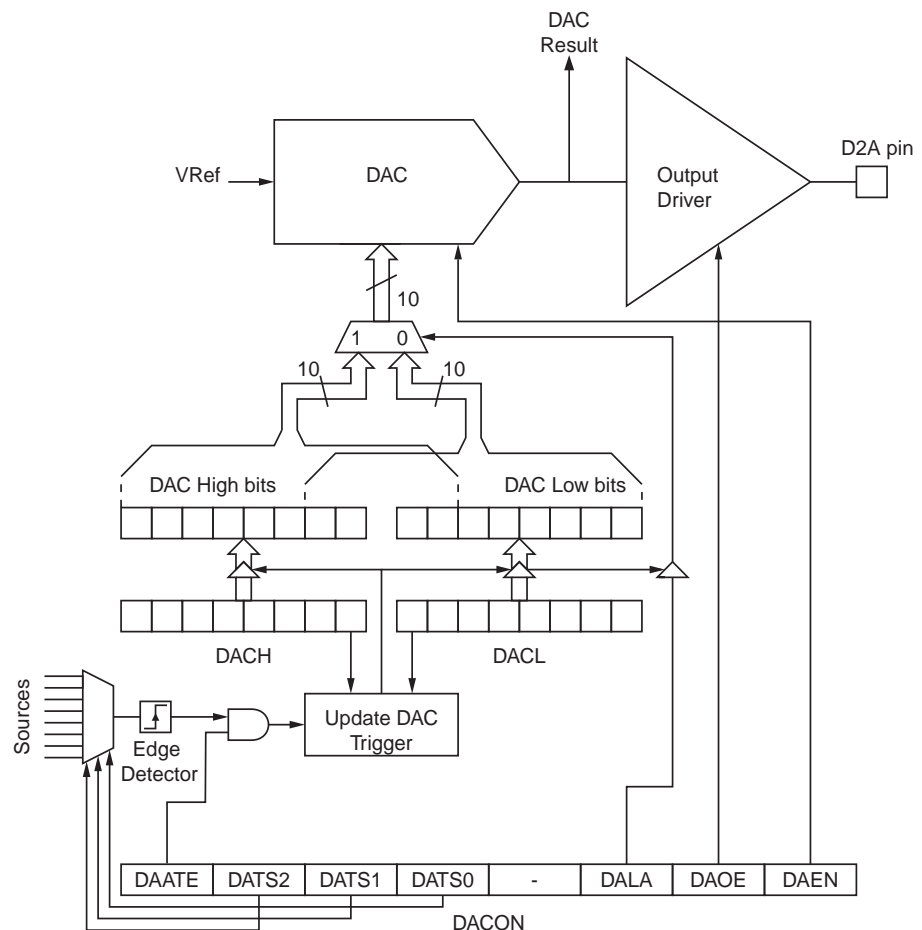 DAC
Result
D2A pin
VRef
DAC
Output
Driver
10
1 0
10
10
DAC High bits
DAC Low bits
DACH
DACL
Sources
Edge
Detector
Update DAC
Trigger
DAATE DATS2 DATS1 DATS0 - DALA DAOE DAEN
DACON